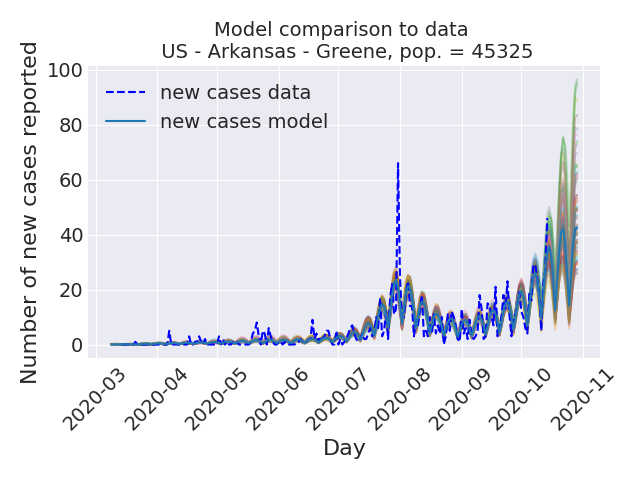 Model comparison to data
US - Arkansas - Greene, pop. = 45325
Number of new cases reported
100
80
60
40
20
0
new cases data
new cases model
2020-03
2020-04
2020-05
2020-06
2020-07
2020-08
2020-09
2020-10
2020-11
Day